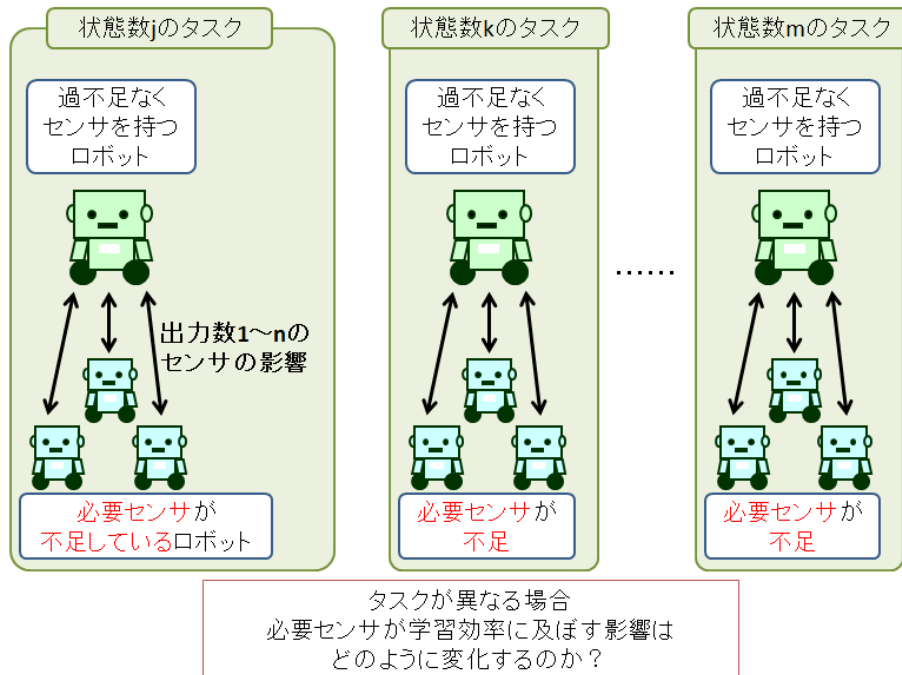 状態数jのタスク
過不足なく
センサを持つ
ロボット
出力数1～nの
センサの影響
必要センサが
不足しているロボット
状態数kのタスク
過不足なく
センサを持つ
ロボット
必要センサが
不足
……
状態数mのタスク
過不足なく
センサを持つ
ロボット
必要センサが
不足
タスクが異なる場合
必要センサが学習効率に及ぼす影響は
どのように変化するのか？